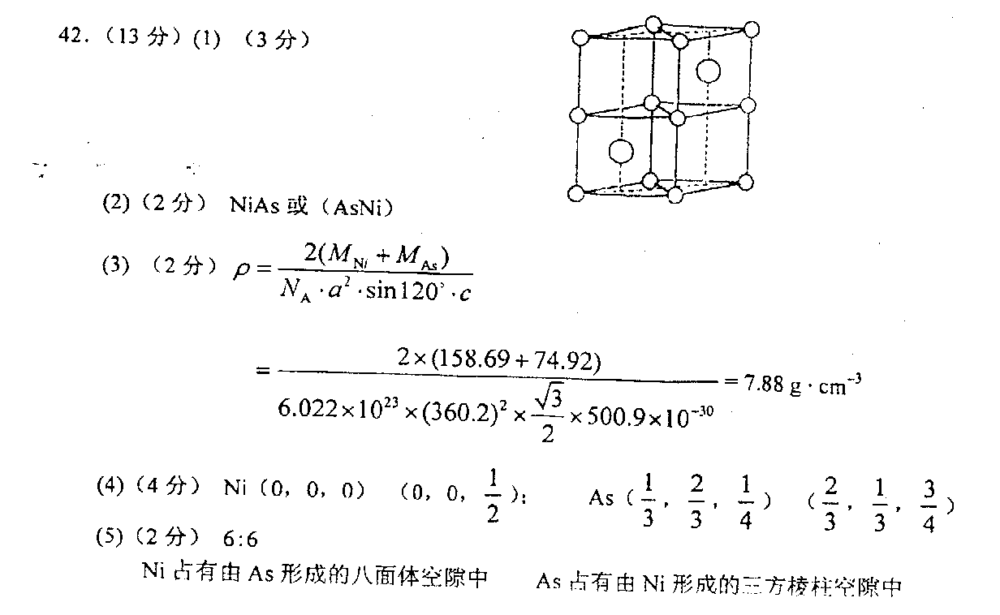 42.（13 分）(1) （3 分）
(2)（2 分） NiAs 或（AsNi）
(3) （2 分） ρ = 2(M_Ni + M_As) / (N_A · a² · sin120° · c)
= 2×(158.69+74.92) / (6.022×10²³ ×(360.2)² × √3/2 ×500.9×10⁻³⁰) = 7.88 g · cm⁻³
(4)（4 分） Ni（0，0，0） （0，0，1/2）； As（1/3，2/3，1/4） （2/3，1/3，3/4）
(5)（2 分） 6:6
Ni 占有由 As 形成的八面体空隙中 As 占有由 Ni 形成的三方棱柱空隙中